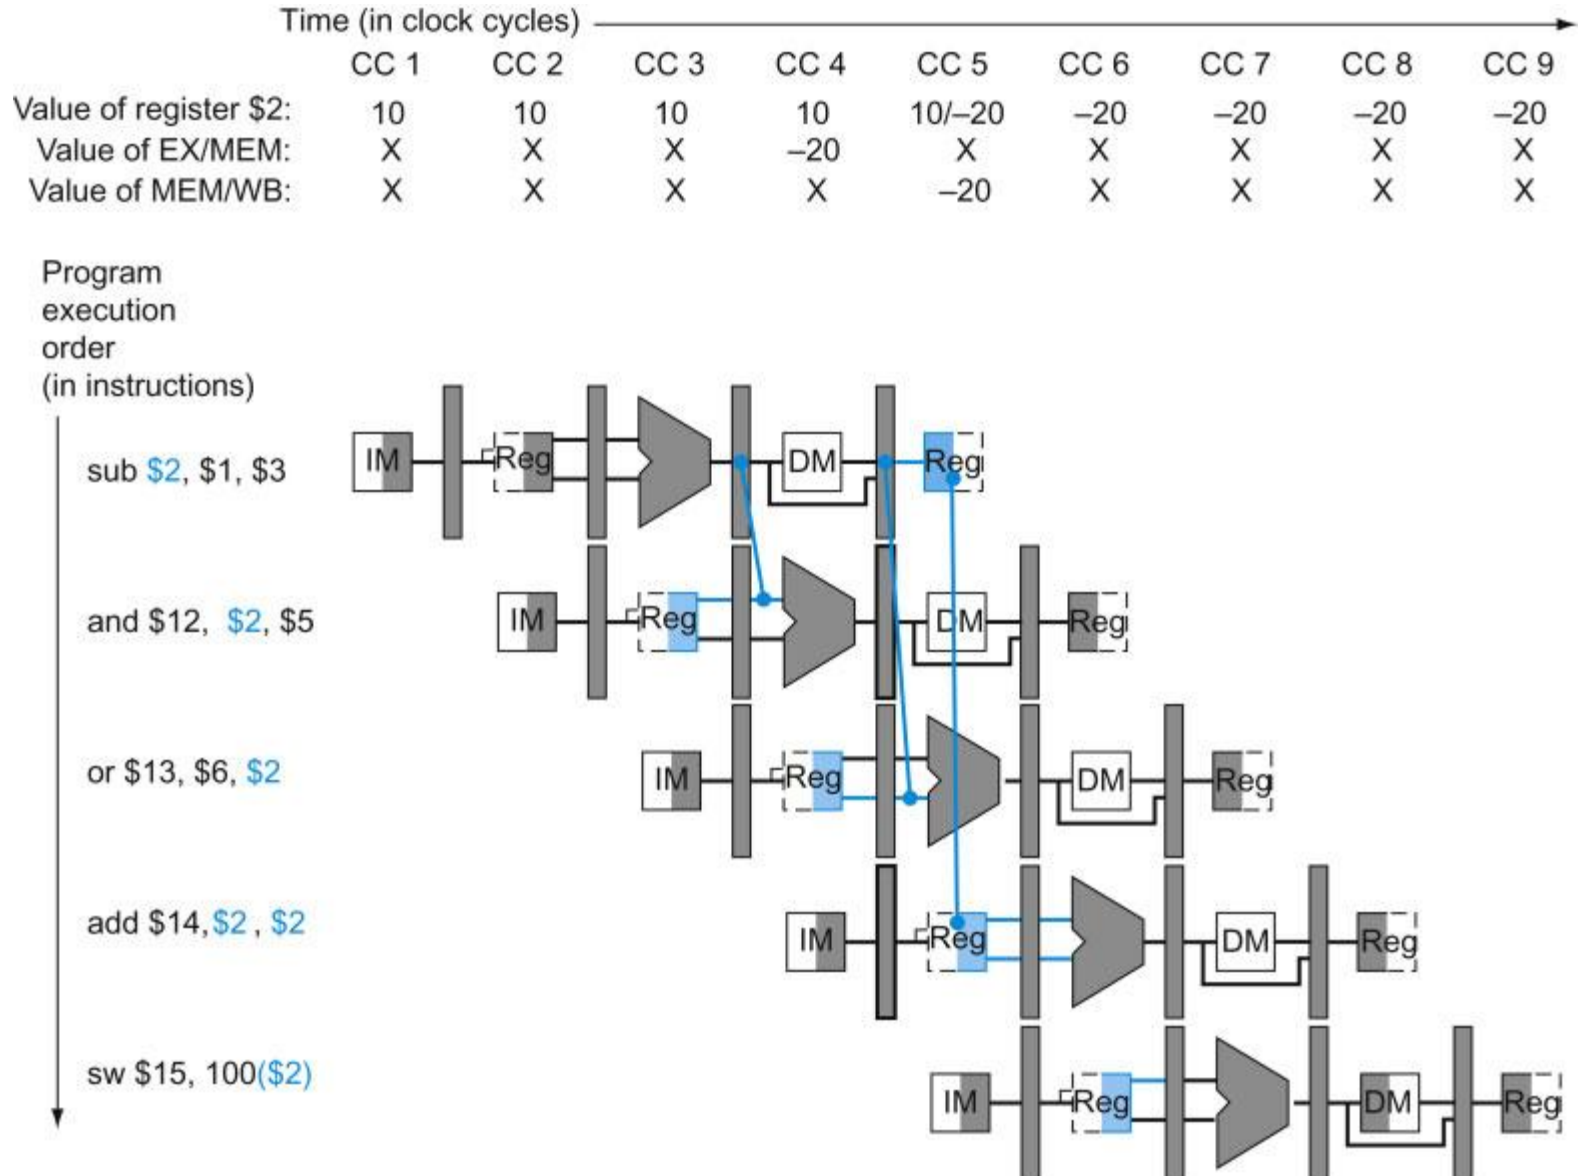 Time (in clock cycles)
CC 1 CC 2 CC 3 CC 4 CC 5 CC 6 CC 7 CC 8 CC 9
Value of register $2: 10 10 10 10 10/–20 –20 –20 –20 –20
Value of EX/MEM: X X X –20 X X X X X
Value of MEM/WB: X X X X –20 X X X X
Program
execution
order
(in instructions)
sub $2, $1, $3
IM Reg DM Reg
and $12, $2, $5
IM Reg DM Reg
or $13, $6, $2
IM Reg DM Reg
add $14, $2 , $2
IM Reg DM Reg
sw $15, 100($2)
IM Reg DM Reg